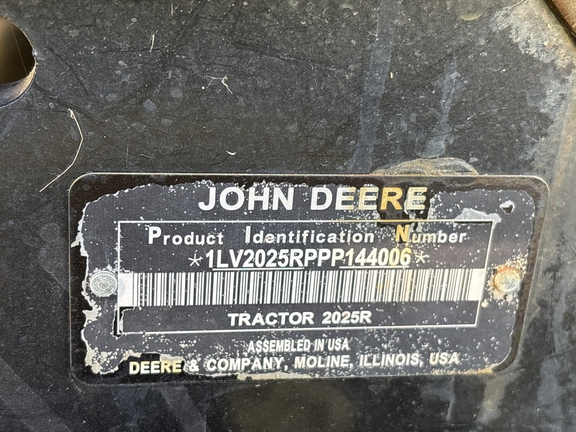 JOHN DEERE
Product Identification Number
*1LV2025RPPP144006*
TRACTOR 2025R
ASSEMBLED IN USA
DEERE & COMPANY, MOLINE, ILLINOIS, USA